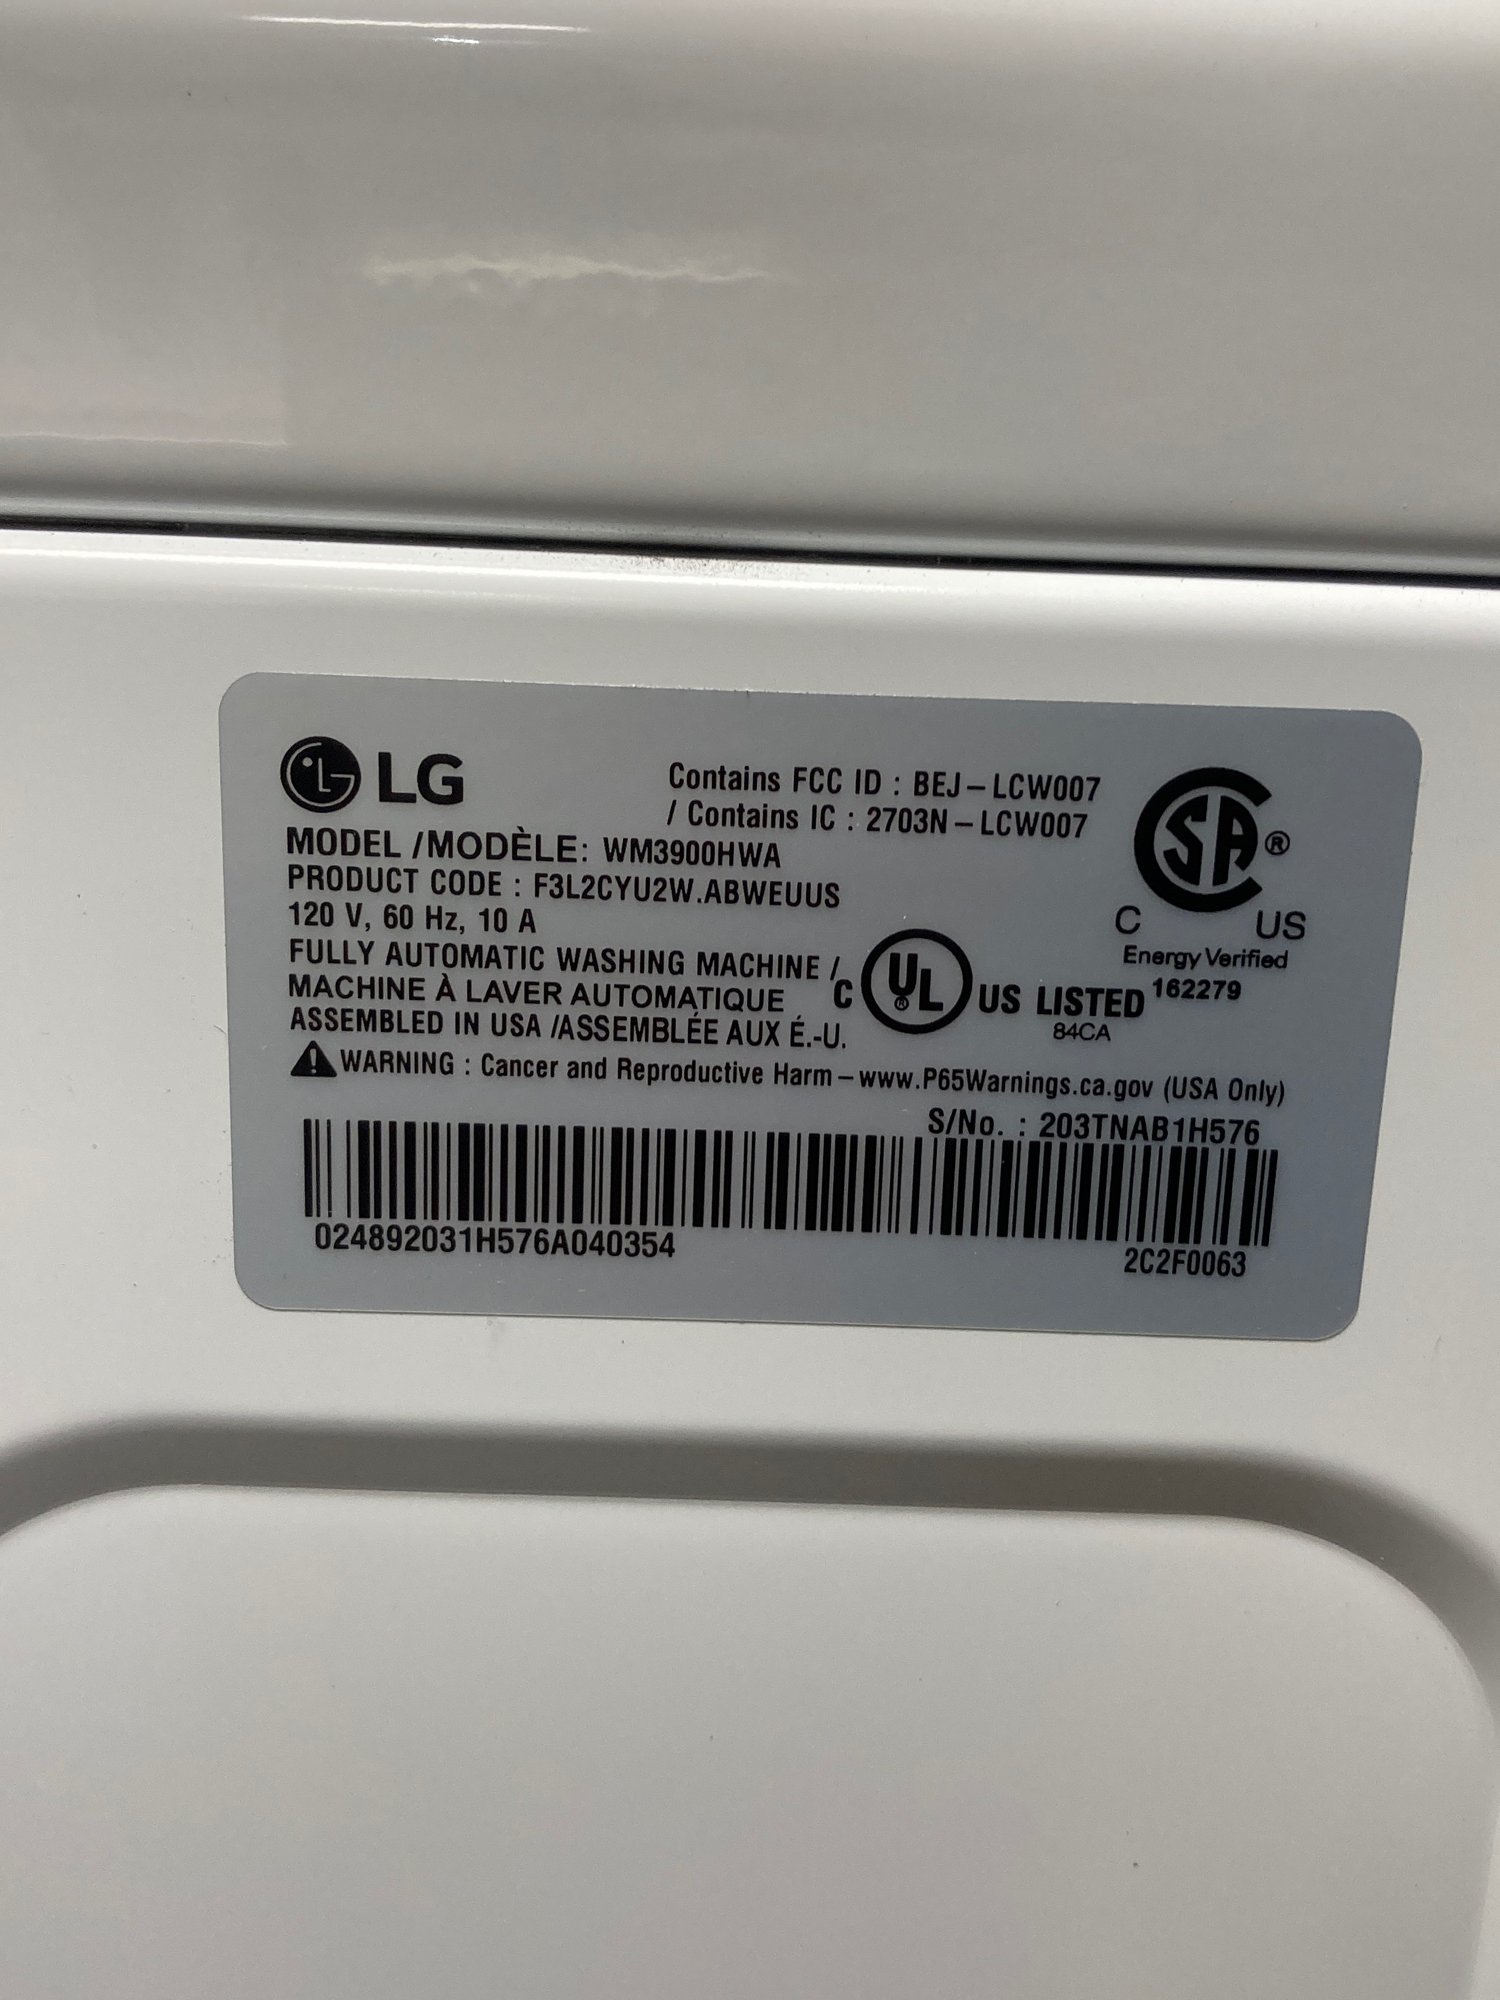 LG
Contains FCC ID : BEJ–LCW007
/ Contains IC : 2703N–LCW007
MODEL /MODÈLE: WM3900HWA
PRODUCT CODE : F3L2CYU2W.ABWEUUS
120 V, 60 Hz, 10 A
FULLY AUTOMATIC WASHING MACHINE /
MACHINE À LAVER AUTOMATIQUE
ASSEMBLED IN USA /ASSEMBLÉE AUX É.-U.
C UL ® US LISTED
84CA
SA ®
C US
Energy Verified
162279
WARNING : Cancer and Reproductive Harm–www.P65Warnings.ca.gov (USA Only)
S/No. : 203TNAB1H576
024892031H576A040354
2C2F0063